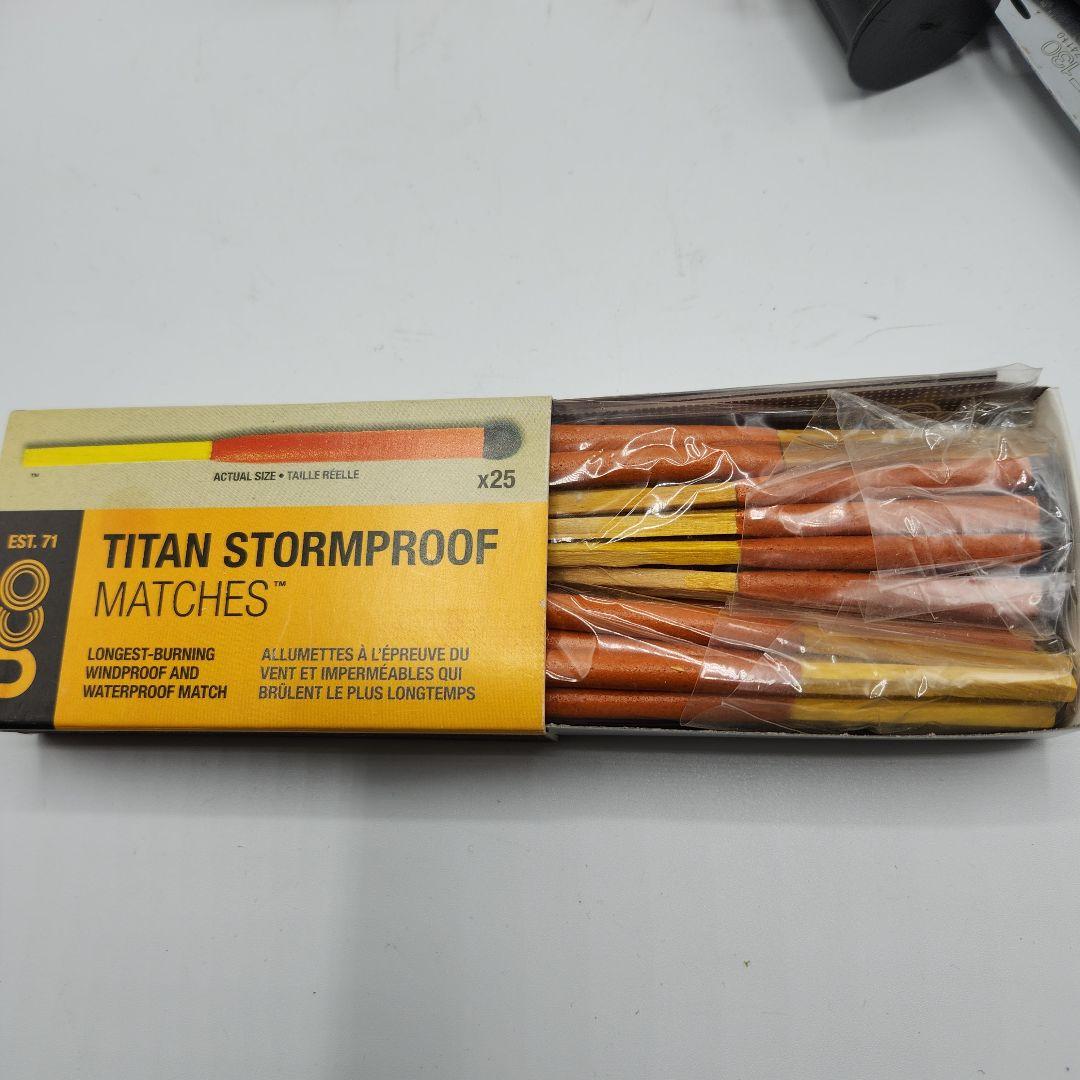 ™
ACTUAL SIZE • TAILLE RÉELLE
x25
EST. 71
UCO
TITAN STORMPROOF
MATCHES™
LONGEST-BURNING
WINDPROOF AND
WATERPROOF MATCH
ALLUMETTES À L'ÉPREUVE DU
VENT ET IMPERMÉABLES QUI
BRÛLENT LE PLUS LONGTEMPS